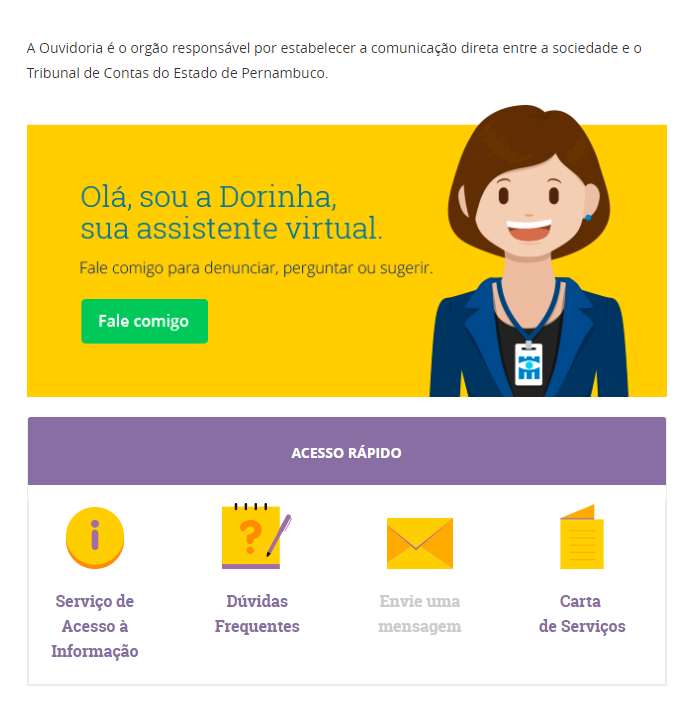 A Ouvidoria é o orgão responsável por estabelecer a comunicação direta entre a sociedade e o
Tribunal de Contas do Estado de Pernambuco.
Olá, sou a Dorinha,
sua assistente virtual.
Fale comigo para denunciar, perguntar ou sugerir.
Fale comigo
ACESSO RÁPIDO
Serviço de
Acesso à
Informação
Dúvidas
Frequentes
Envie uma
mensagem
Carta
de Serviços